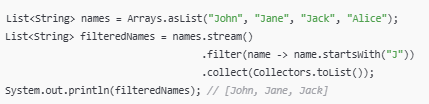 List<String> names = Arrays.asList("John", "Jane", "Jack", "Alice");
List<String> filteredNames = names.stream()
.filter(name -> name.startsWith("J"))
.collect(Collectors.toList());
System.out.println(filteredNames); // [John, Jane, Jack]